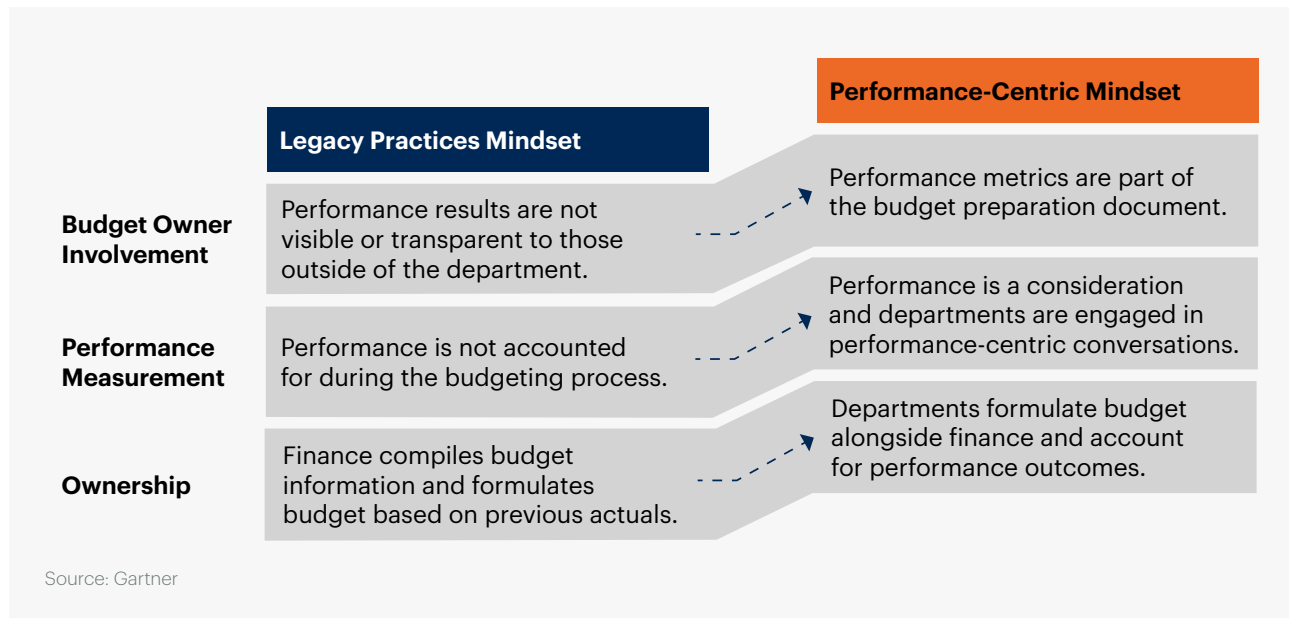 Performance-Centric Mindset
Legacy Practices Mindset
Budget Owner
Involvement
Performance results are not
visible or transparent to those
outside of the department.
Performance metrics are part of
the budget preparation document.
Performance
Measurement
Performance is not accounted
for during the budgeting process.
Performance is a consideration
and departments are engaged in
performance-centric conversations.
Ownership
Finance compiles budget
information and formulates
budget based on previous actuals.
Departments formulate budget
alongside finance and account
for performance outcomes.
Source: Gartner